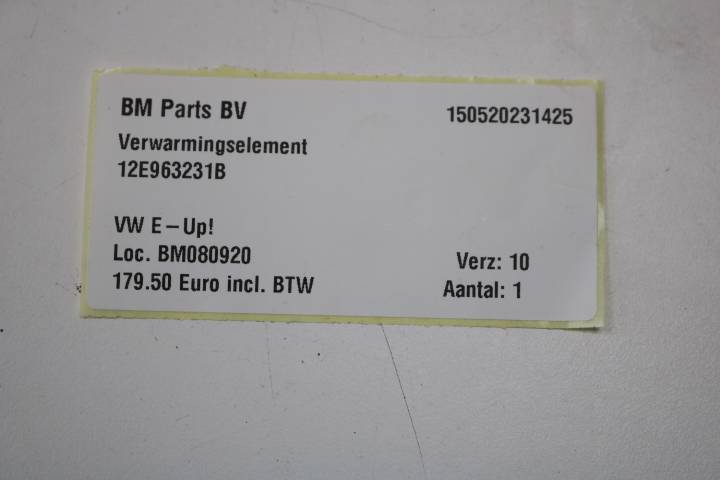 BM Parts BV 150520231425
Verwarmingselement
12E963231B
VW E-Up!
Loc. BM080920 Verz: 10
179.50 Euro incl. BTW Aantal: 1